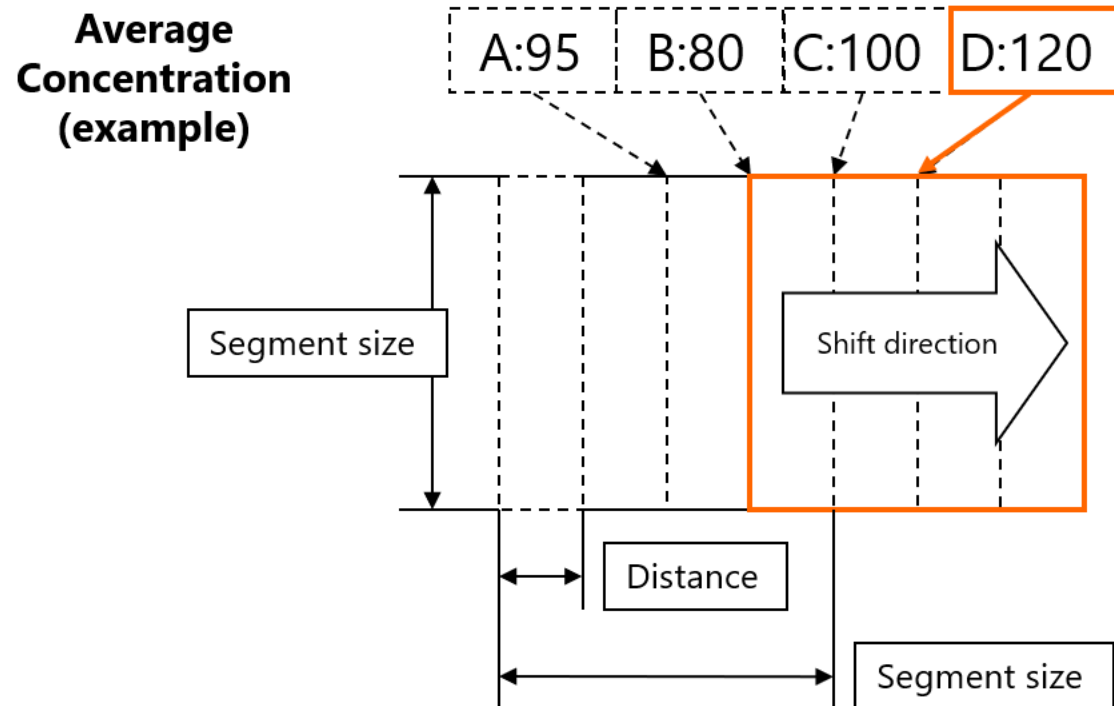 Average
Concentration
(example)
A:95 B:80 C:100 D:120
Segment size
Shift direction
Distance
Segment size